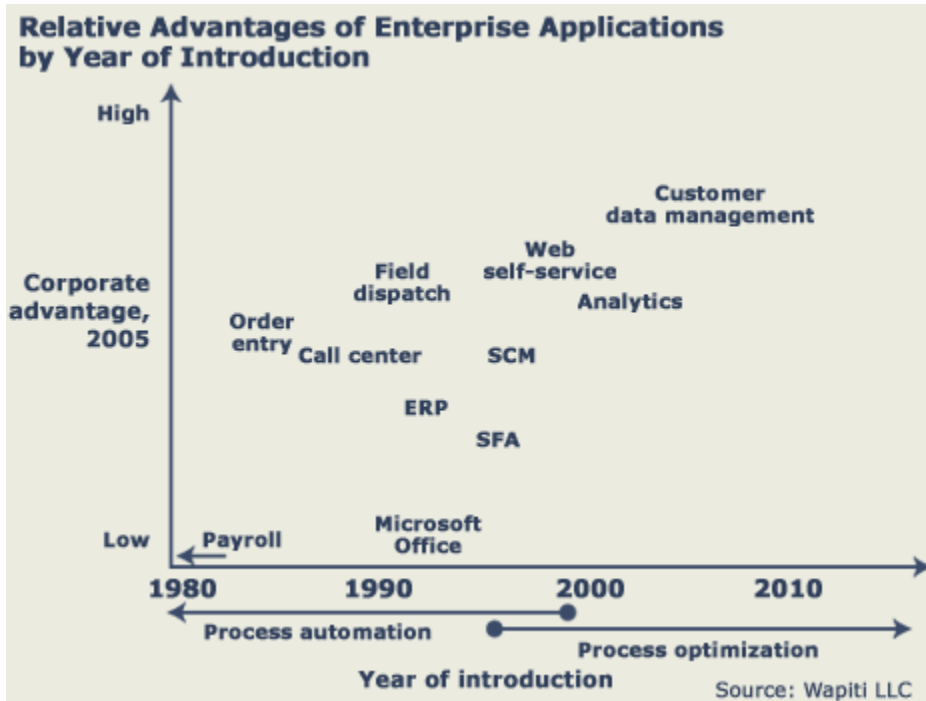 Relative Advantages of Enterprise Applications
by Year of Introduction
High
Customer
data management
Web
self-service
Field
dispatch
Corporate
advantage,
2005
Analytics
Order
entry
Call center
SCM
ERP
SFA
Microsoft
Office
Low
Payroll
1980
1990
2000
2010
Process automation
Process optimization
Year of introduction
Source: Wapiti LLC